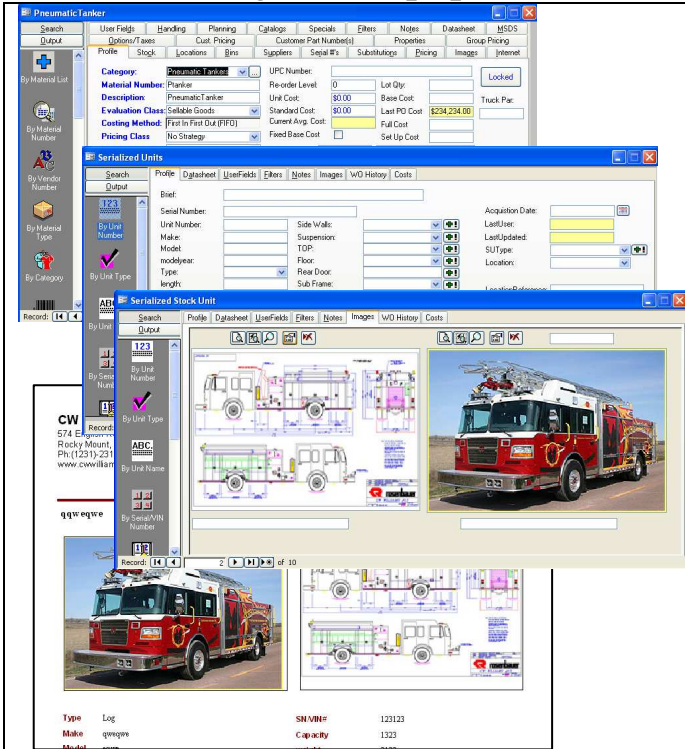 PneumaticTanker
Search
Output
By Material List
By Material
Number
By Vendor
Number
By Material
Type
By Category
Record:
User Fields Handling Planning Catalogs Specials Filters Notes Datasheet MSDS
Options/Taxes Cust. Pricing Customer Part Number(s) Properties Group Pricing
Profile Stock Locations Bins Suppliers Serial #'s Substitutions Pricing Images Internet
Category: Pneumatic Tankers ... UPC Number: Locked
Material Number: Ptanker Re-order Level: 0 Lot Qty:
Description: PneumaticTanker Unit Cost: $0.00 Base Cost: Truck Par:
Evaluation Class: Sellable Goods Standard Cost: $0.00 Last PO Cost $234,234.00
Costing Method: First In First Out (FIFO) Current Avg. Cost: Full Cost
Pricing Class No Strategy Fixed Base Cost Set Up Cost
Serialized Units
Search
Output
123
By Unit
Number
By Unit Type
Profile Datasheet UserFields Filters Notes Images WO History Costs
Brief:
Serial Number: Acquistion Date:
Unit Number: Side Walls: LastUser:
Make: Suspension: LastUpdated:
Model: TOP: SUType:
modelyear: Floor: Location:
Type: Rear Door:
length: Sub Frame: LocationReference:
Serialized Stock Unit
Search
Output
123
By Unit
Number
By Unit Type
ABC.
By Unit Name
By Serial/VIN
Number
Profile Datasheet UserFields Filters Notes Images WO History Costs
rosenbauer
Record: 2 of 10
CW
574
Rocky Mount,
Ph:(1231)-231
www.cwwilliam
qqweqwe
rosenbauer
Type Log SN/VIN# 123123
Make qweqwe Capacity 1323
Model